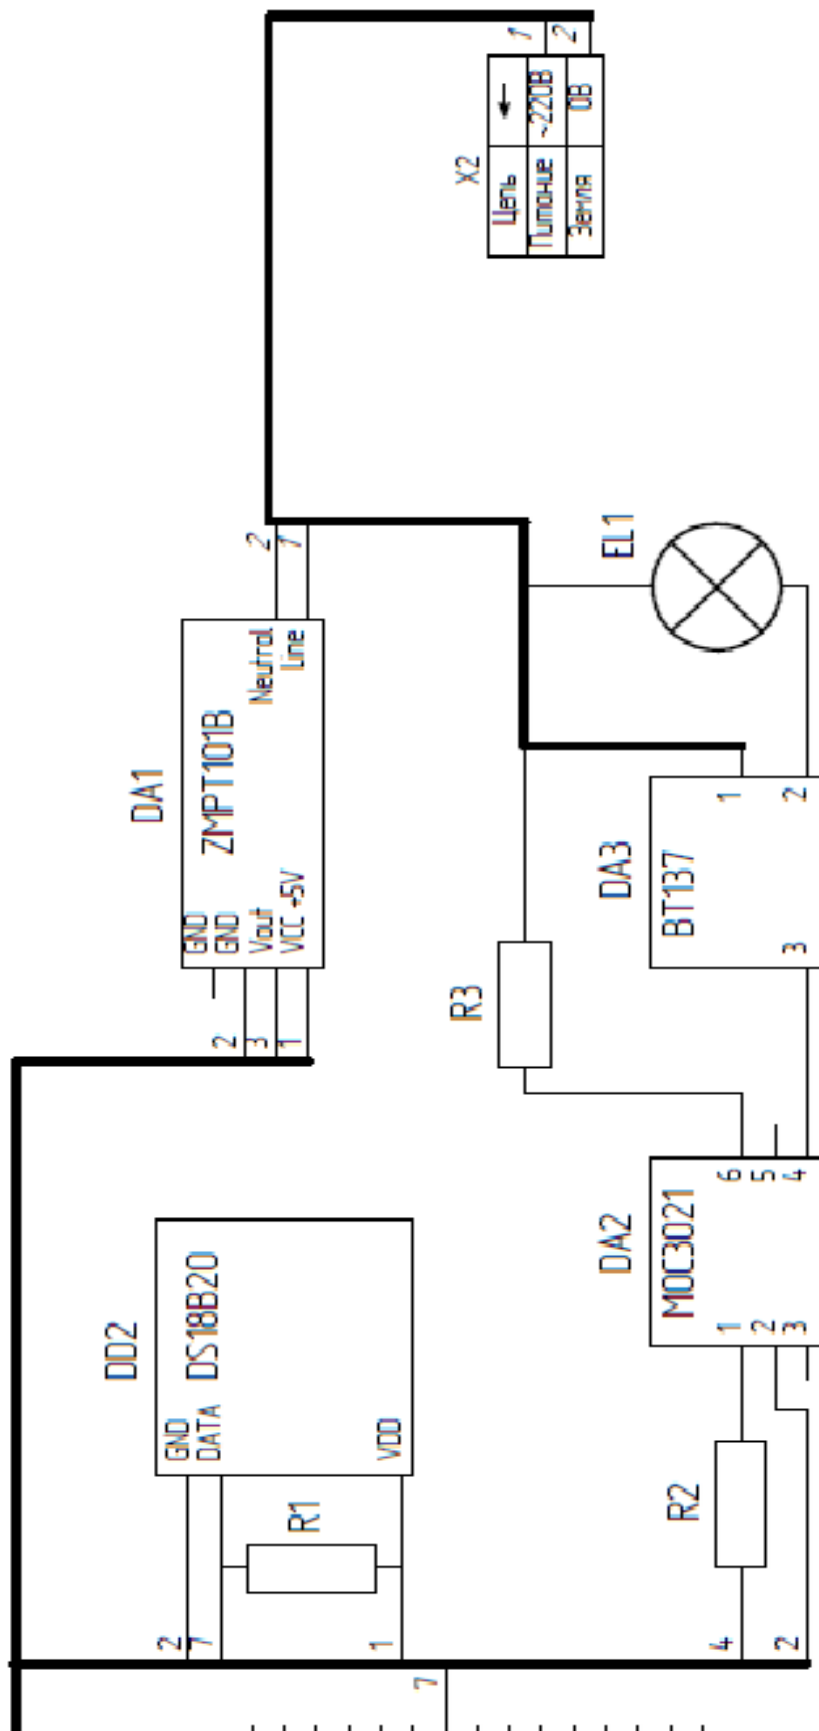 1
2
X2
Цепь ←
Питание ~220В
Земля 0В
2
1
EL1
DA1
ZMPT101B
Neutral
Line
GND
GND
Vout
VCC +5V
2
3
1
DA3
BT137
1
2
3
R3
DA2
MOC3021
6
5
4
1
2
3
DD2
DS18B20
GND
DATA
VDD
R1
R2
2
7
1
4
2
7